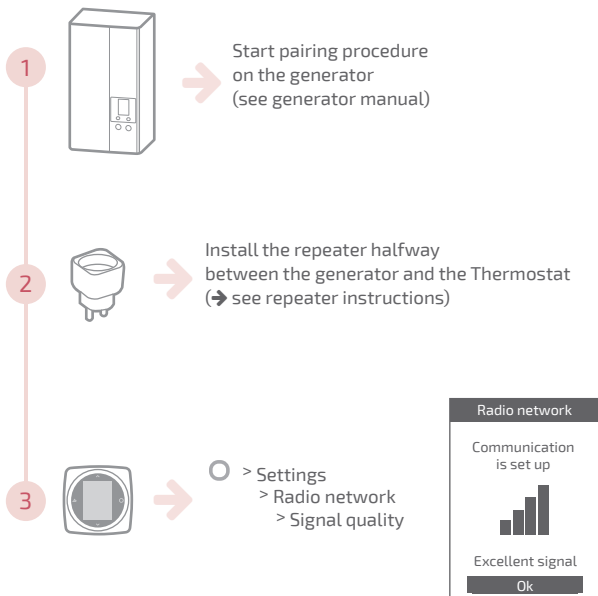 1
Start pairing procedure
on the generator
(see generator manual)
2
Install the repeater halfway
between the generator and the Thermostat
(➔ see repeater instructions)
3
> Settings
> Radio network
> Signal quality
Radio network
Communication
is set up
Excellent signal
Ok